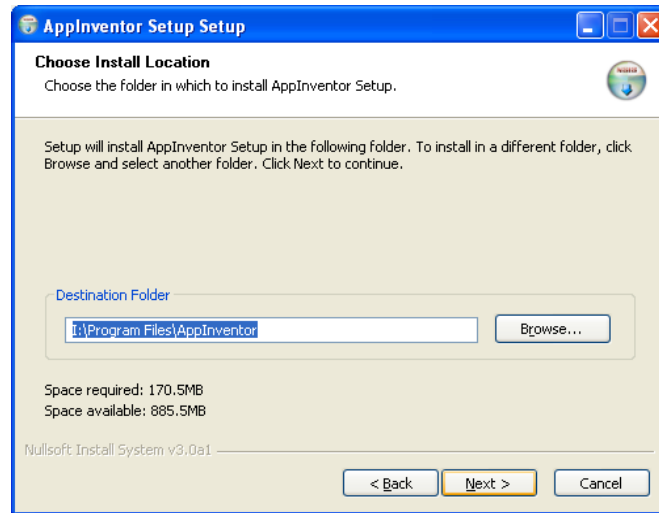 AppInventor Setup Setup
Choose Install Location
Choose the folder in which to install AppInventor Setup.
Setup will install AppInventor Setup in the following folder. To install in a different folder, click
Browse and select another folder. Click Next to continue.
Destination Folder
I:\Program Files\AppInventor
Browse...
Space required: 170.5MB
Space available: 885.5MB
Nullsoft Install System v3.0a1
< Back
Next >
Cancel